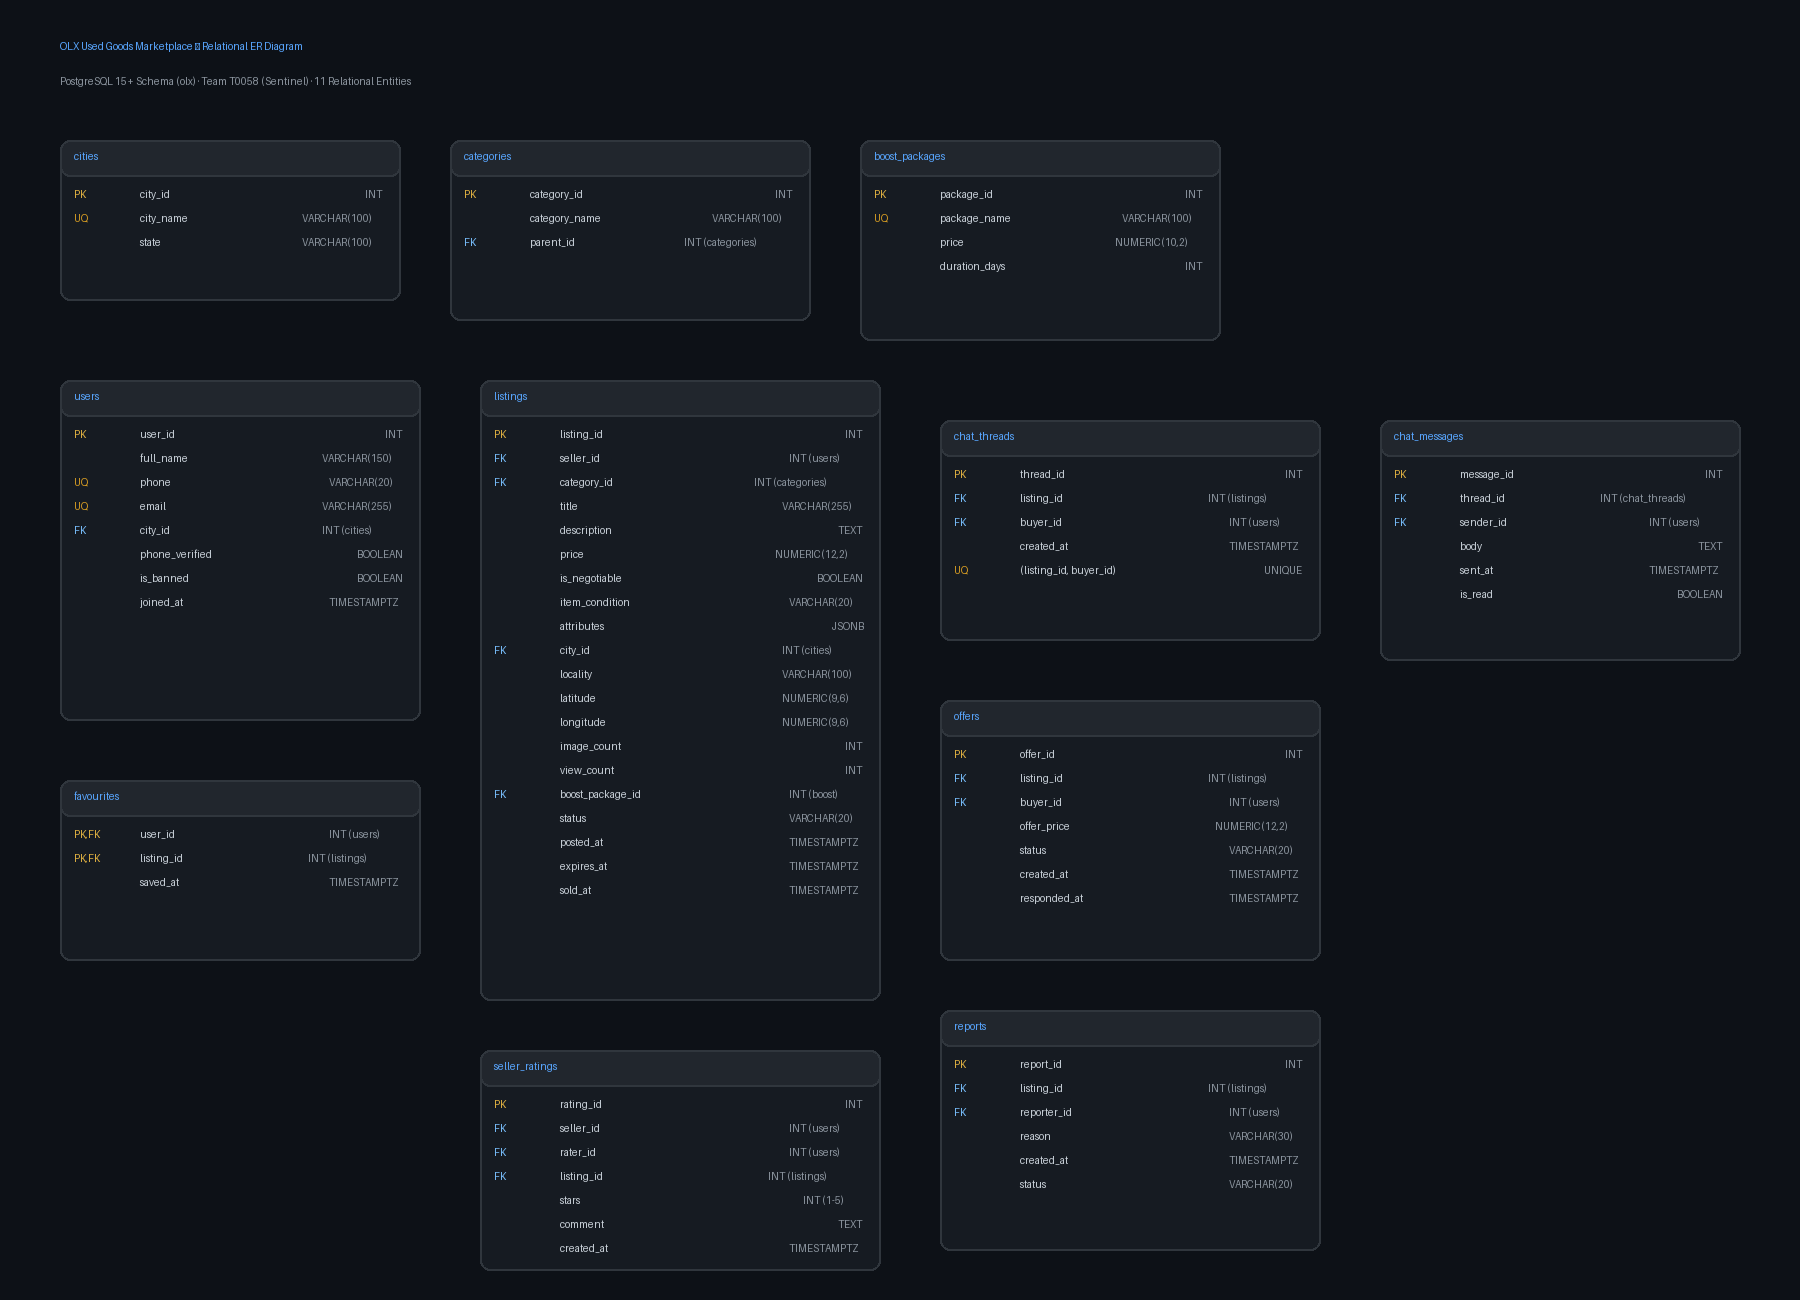 OLX Used Goods Marketplace ▯ Relational ER Diagram
PostgreSQL 15+ Schema (olx) · Team T0058 (Sentinel) · 11 Relational Entities
cities
PK city_id INT
UQ city_name VARCHAR(100)
state VARCHAR(100)
categories
PK category_id INT
category_name VARCHAR(100)
FK parent_id INT (categories)
boost_packages
PK package_id INT
UQ package_name VARCHAR(100)
price NUMERIC(10,2)
duration_days INT
users
PK user_id INT
full_name VARCHAR(150)
UQ phone VARCHAR(20)
UQ email VARCHAR(255)
FK city_id INT (cities)
phone_verified BOOLEAN
is_banned BOOLEAN
joined_at TIMESTAMPTZ
listings
PK listing_id INT
FK seller_id INT (users)
FK category_id INT (categories)
title VARCHAR(255)
description TEXT
price NUMERIC(12,2)
is_negotiable BOOLEAN
item_condition VARCHAR(20)
attributes JSONB
FK city_id INT (cities)
locality VARCHAR(100)
latitude NUMERIC(9,6)
longitude NUMERIC(9,6)
image_count INT
view_count INT
FK boost_package_id INT (boost)
status VARCHAR(20)
posted_at TIMESTAMPTZ
expires_at TIMESTAMPTZ
sold_at TIMESTAMPTZ
chat_threads
PK thread_id INT
FK listing_id INT (listings)
FK buyer_id INT (users)
created_at TIMESTAMPTZ
UQ (listing_id, buyer_id) UNIQUE
chat_messages
PK message_id INT
FK thread_id INT (chat_threads)
FK sender_id INT (users)
body TEXT
sent_at TIMESTAMPTZ
is_read BOOLEAN
offers
PK offer_id INT
FK listing_id INT (listings)
FK buyer_id INT (users)
offer_price NUMERIC(12,2)
status VARCHAR(20)
created_at TIMESTAMPTZ
responded_at TIMESTAMPTZ
favourites
PK,FK user_id INT (users)
PK,FK listing_id INT (listings)
saved_at TIMESTAMPTZ
seller_ratings
PK rating_id INT
FK seller_id INT (users)
FK rater_id INT (users)
FK listing_id INT (listings)
stars INT (1-5)
comment TEXT
created_at TIMESTAMPTZ
reports
PK report_id INT
FK listing_id INT (listings)
FK reporter_id INT (users)
reason VARCHAR(30)
created_at TIMESTAMPTZ
status VARCHAR(20)